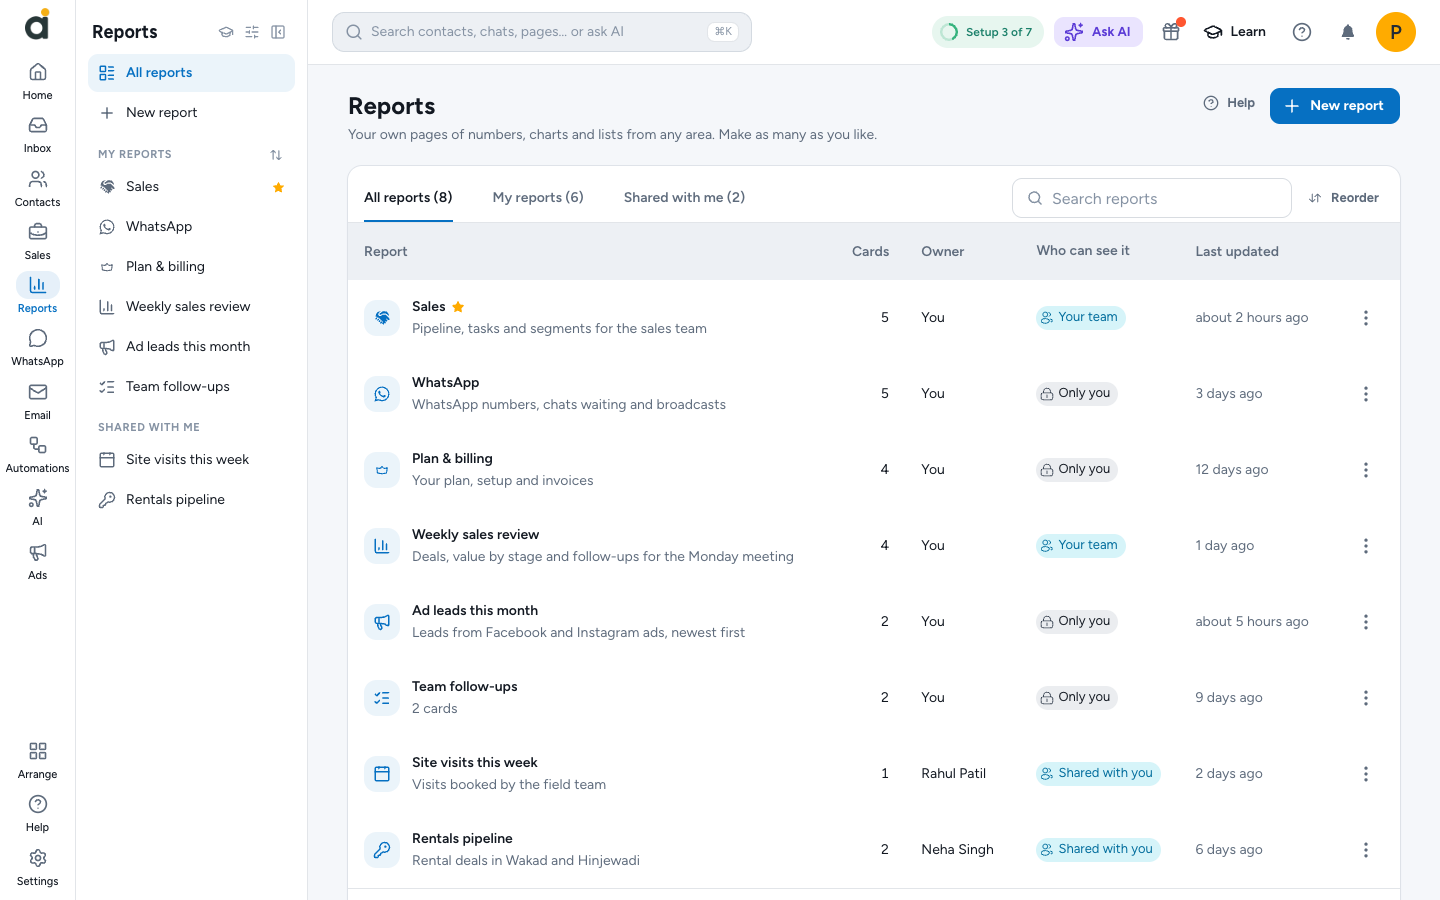 Home
Inbox
Contacts
Sales
Reports
WhatsApp
Email
Automations
AI
Ads
Arrange
Help
Settings
Reports
All reports
New report
MY REPORTS
Sales
WhatsApp
Plan & billing
Weekly sales review
Ad leads this month
Team follow-ups
SHARED WITH ME
Site visits this week
Rentals pipeline
Search contacts, chats, pages... or ask AI ⌘K
Setup 3 of 7
Ask AI
Learn
P
Reports
Your own pages of numbers, charts and lists from any area. Make as many as you like.
Help
New report
All reports (8) My reports (6) Shared with me (2)
Search reports
Reorder
Report Cards Owner Who can see it Last updated
Sales
Pipeline, tasks and segments for the sales team
5 You Your team about 2 hours ago
WhatsApp
WhatsApp numbers, chats waiting and broadcasts
5 You Only you 3 days ago
Plan & billing
Your plan, setup and invoices
4 You Only you 12 days ago
Weekly sales review
Deals, value by stage and follow-ups for the Monday meeting
4 You Your team 1 day ago
Ad leads this month
Leads from Facebook and Instagram ads, newest first
2 You Only you about 5 hours ago
Team follow-ups
2 cards
2 You Only you 9 days ago
Site visits this week
Visits booked by the field team
1 Rahul Patil Shared with you 2 days ago
Rentals pipeline
Rental deals in Wakad and Hinjewadi
2 Neha Singh Shared with you 6 days ago